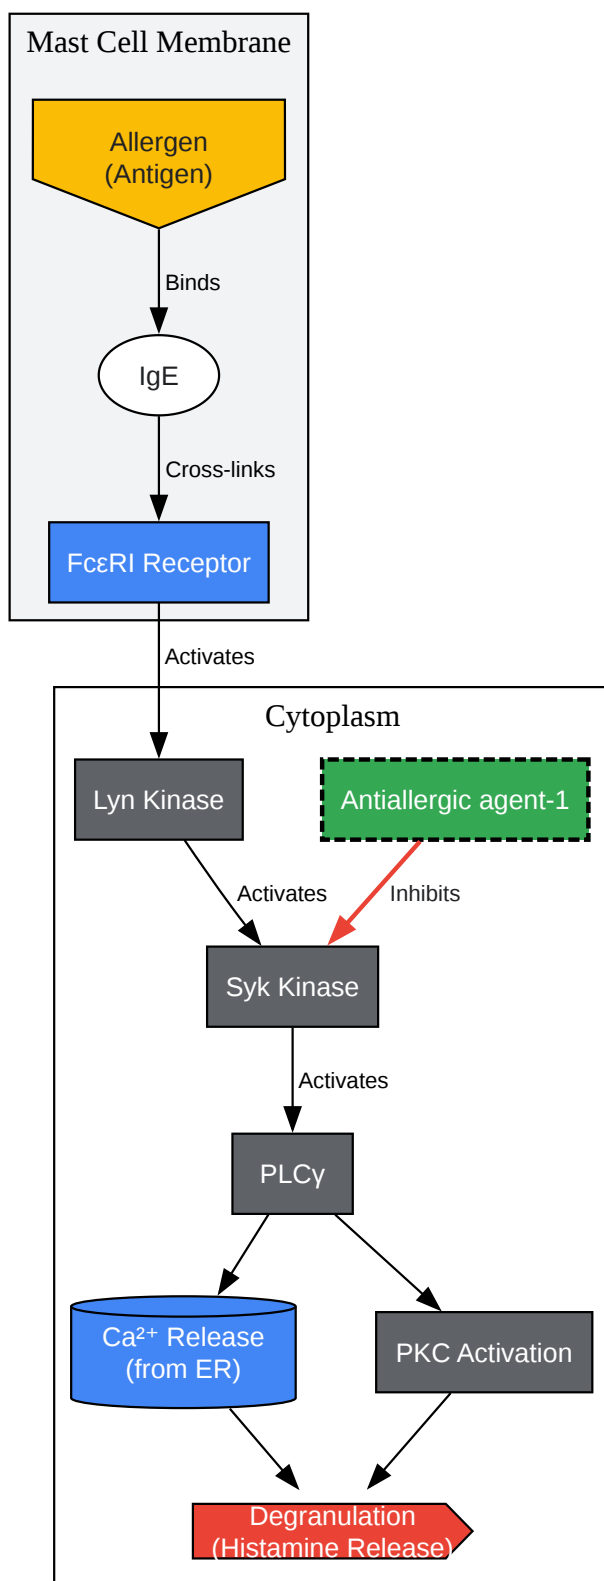 Mast Cell Membrane
Allergen
(Antigen)
Binds
IgE
Cross-links
FcεRI Receptor
Activates
Cytoplasm
Lyn Kinase
Antiallergic agent-1
Activates
Inhibits
Syk Kinase
Activates
PLCγ
Ca²⁺ Release
(from ER)
PKC Activation
Degranulation
(Histamine Release)